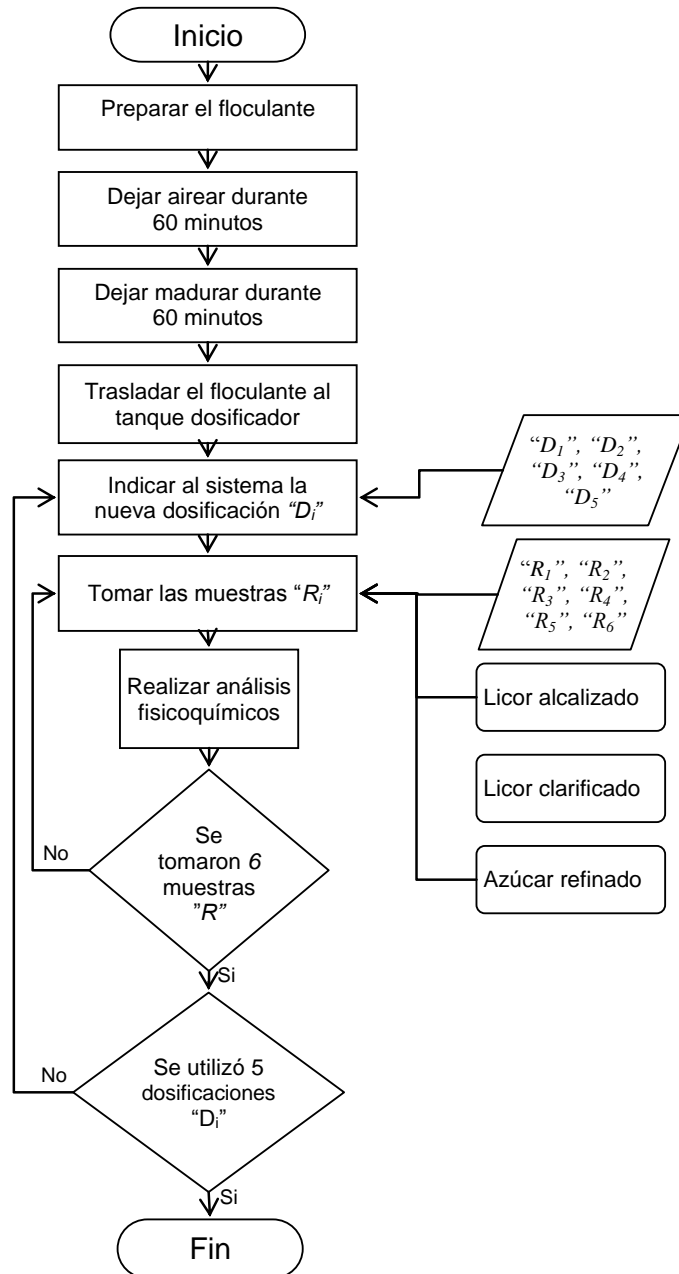 Inicio
Preparar el floculante
Dejar airear durante
60 minutos
Dejar madurar durante
60 minutos
Trasladar el floculante al
tanque dosificador
Indicar al sistema la
nueva dosificación “Di”
“D1”, “D2”,
“D3”, “D4”,
“D5”
Tomar las muestras “Ri”
“R1”, “R2”,
“R3”, “R4”,
“R5”, “R6”
Realizar análisis
fisicoquímicos
Licor alcalizado
Licor clarificado
Azúcar refinado
Se
tomaron 6
muestras
”R”
No
Si
Se utilizó 5
dosificaciones
“Di”
No
Si
Fin